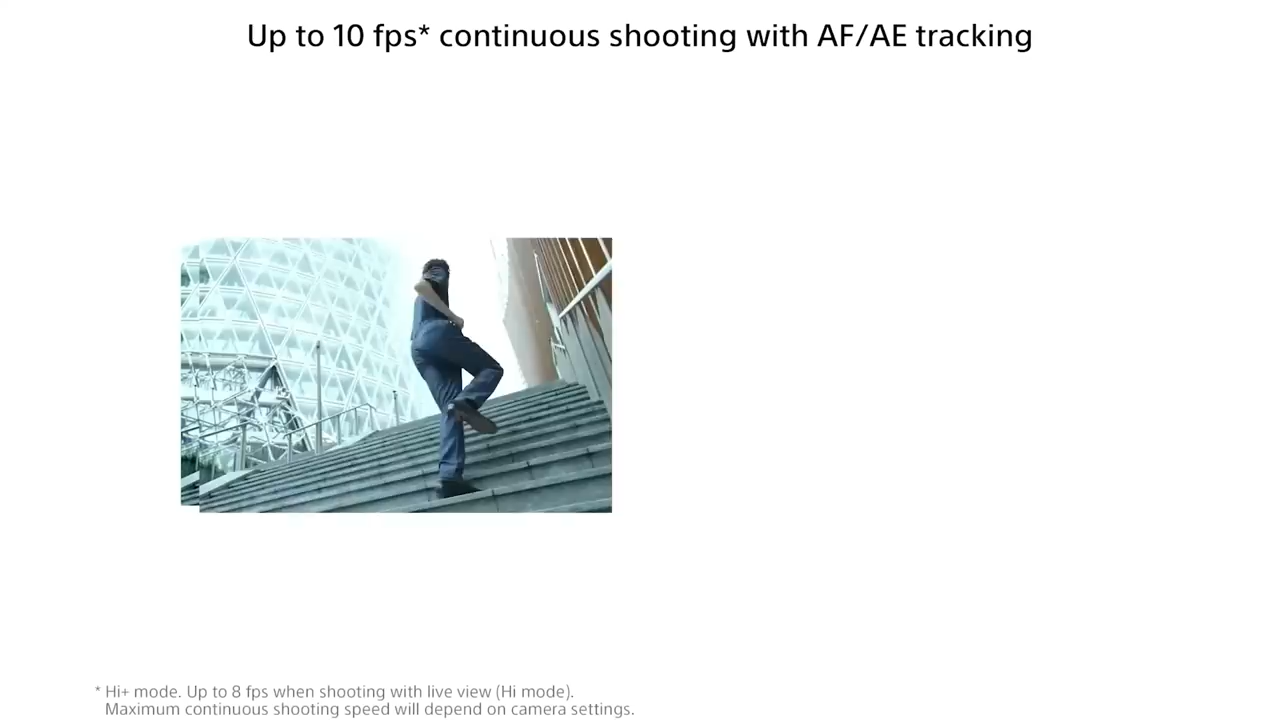 Up to 10 fps* continuous shooting with AF/AE tracking
* Hi+ mode. Up to 8 fps when shooting with live view (Hi mode).
Maximum continuous shooting speed will depend on camera settings.